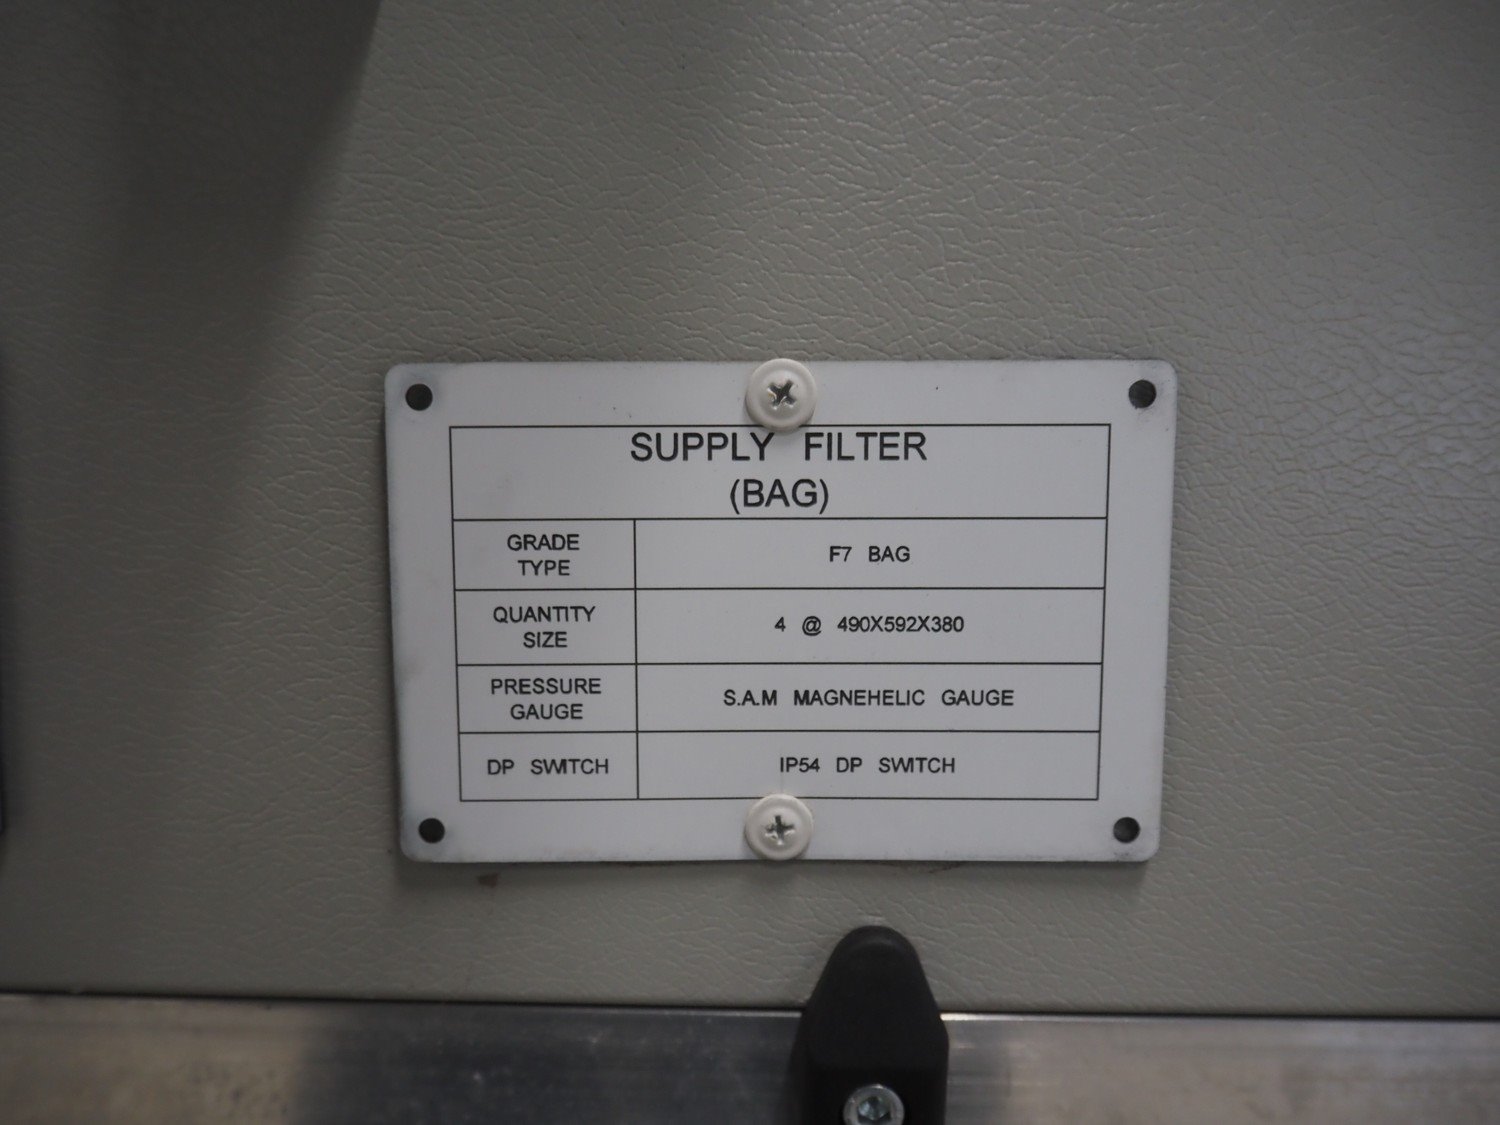 SUPPLY FILTER
(BAG)
GRADE
TYPE
F7 BAG
QUANTITY
SIZE
4 @ 490X592X380
PRESSURE
GAUGE
S.A.M MAGNEHELIC GAUGE
DP SWITCH
IP54 DP SWITCH